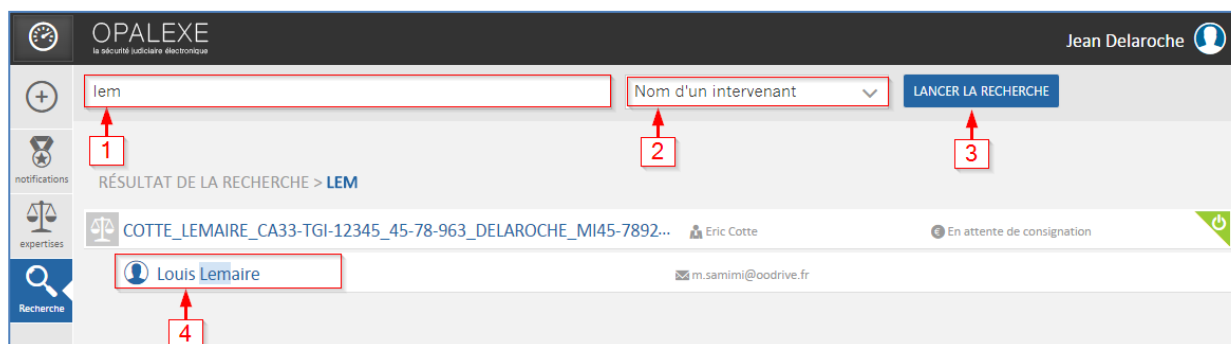 OPALEXE
la sécurité judiciaire électronique
Jean Delaroche
lem
Nom d'un intervenant
LANCER LA RECHERCHE
1
2
3
notifications
RÉSULTAT DE LA RECHERCHE > LEM
expertises
COTTE_LEMAIRE_CA33-TGI-12345_45-78-963_DELAROCHE_MI45-7892...
Eric Cotte
En attente de consignation
Louis Lemaire
m.samimi@oodrive.fr
Recherche
4